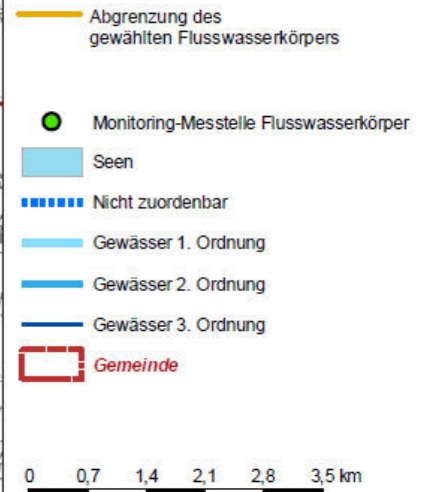 Abgrenzung des
gewählten Flusswasserkörpers
Monitoring-Messtelle Flusswasserkörper
Seen
Nicht zuordenbar
Gewässer 1. Ordnung
Gewässer 2. Ordnung
Gewässer 3. Ordnung
Gemeinde
0 0,7 1,4 2,1 2,8 3,5 km